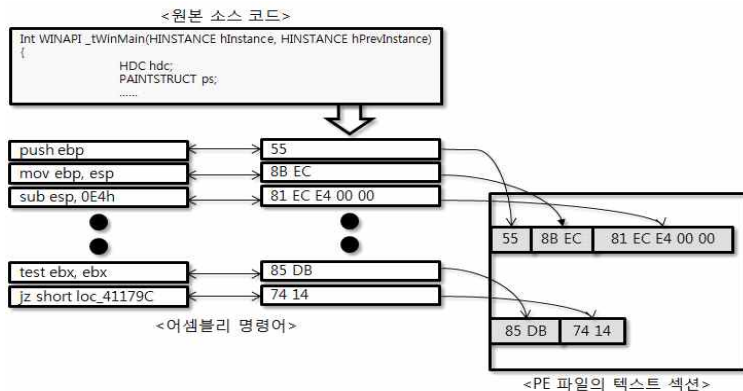 <원본 소스 코드>
Int WINAPI _tWinMain(HINSTANCE hInstance, HINSTANCE hPrevInstance)
{
HDC hdc;
PAINTSTRUCT ps;
......
push ebp
55
mov ebp, esp
8B EC
sub esp, 0E4h
81 EC E4 00 00
test ebx, ebx
85 DB
jz short loc_41179C
74 14
<어셈블리 명령어>
55 8B EC 81 EC E4 00 00
85 DB 74 14
<PE 파일의 텍스트 섹션>